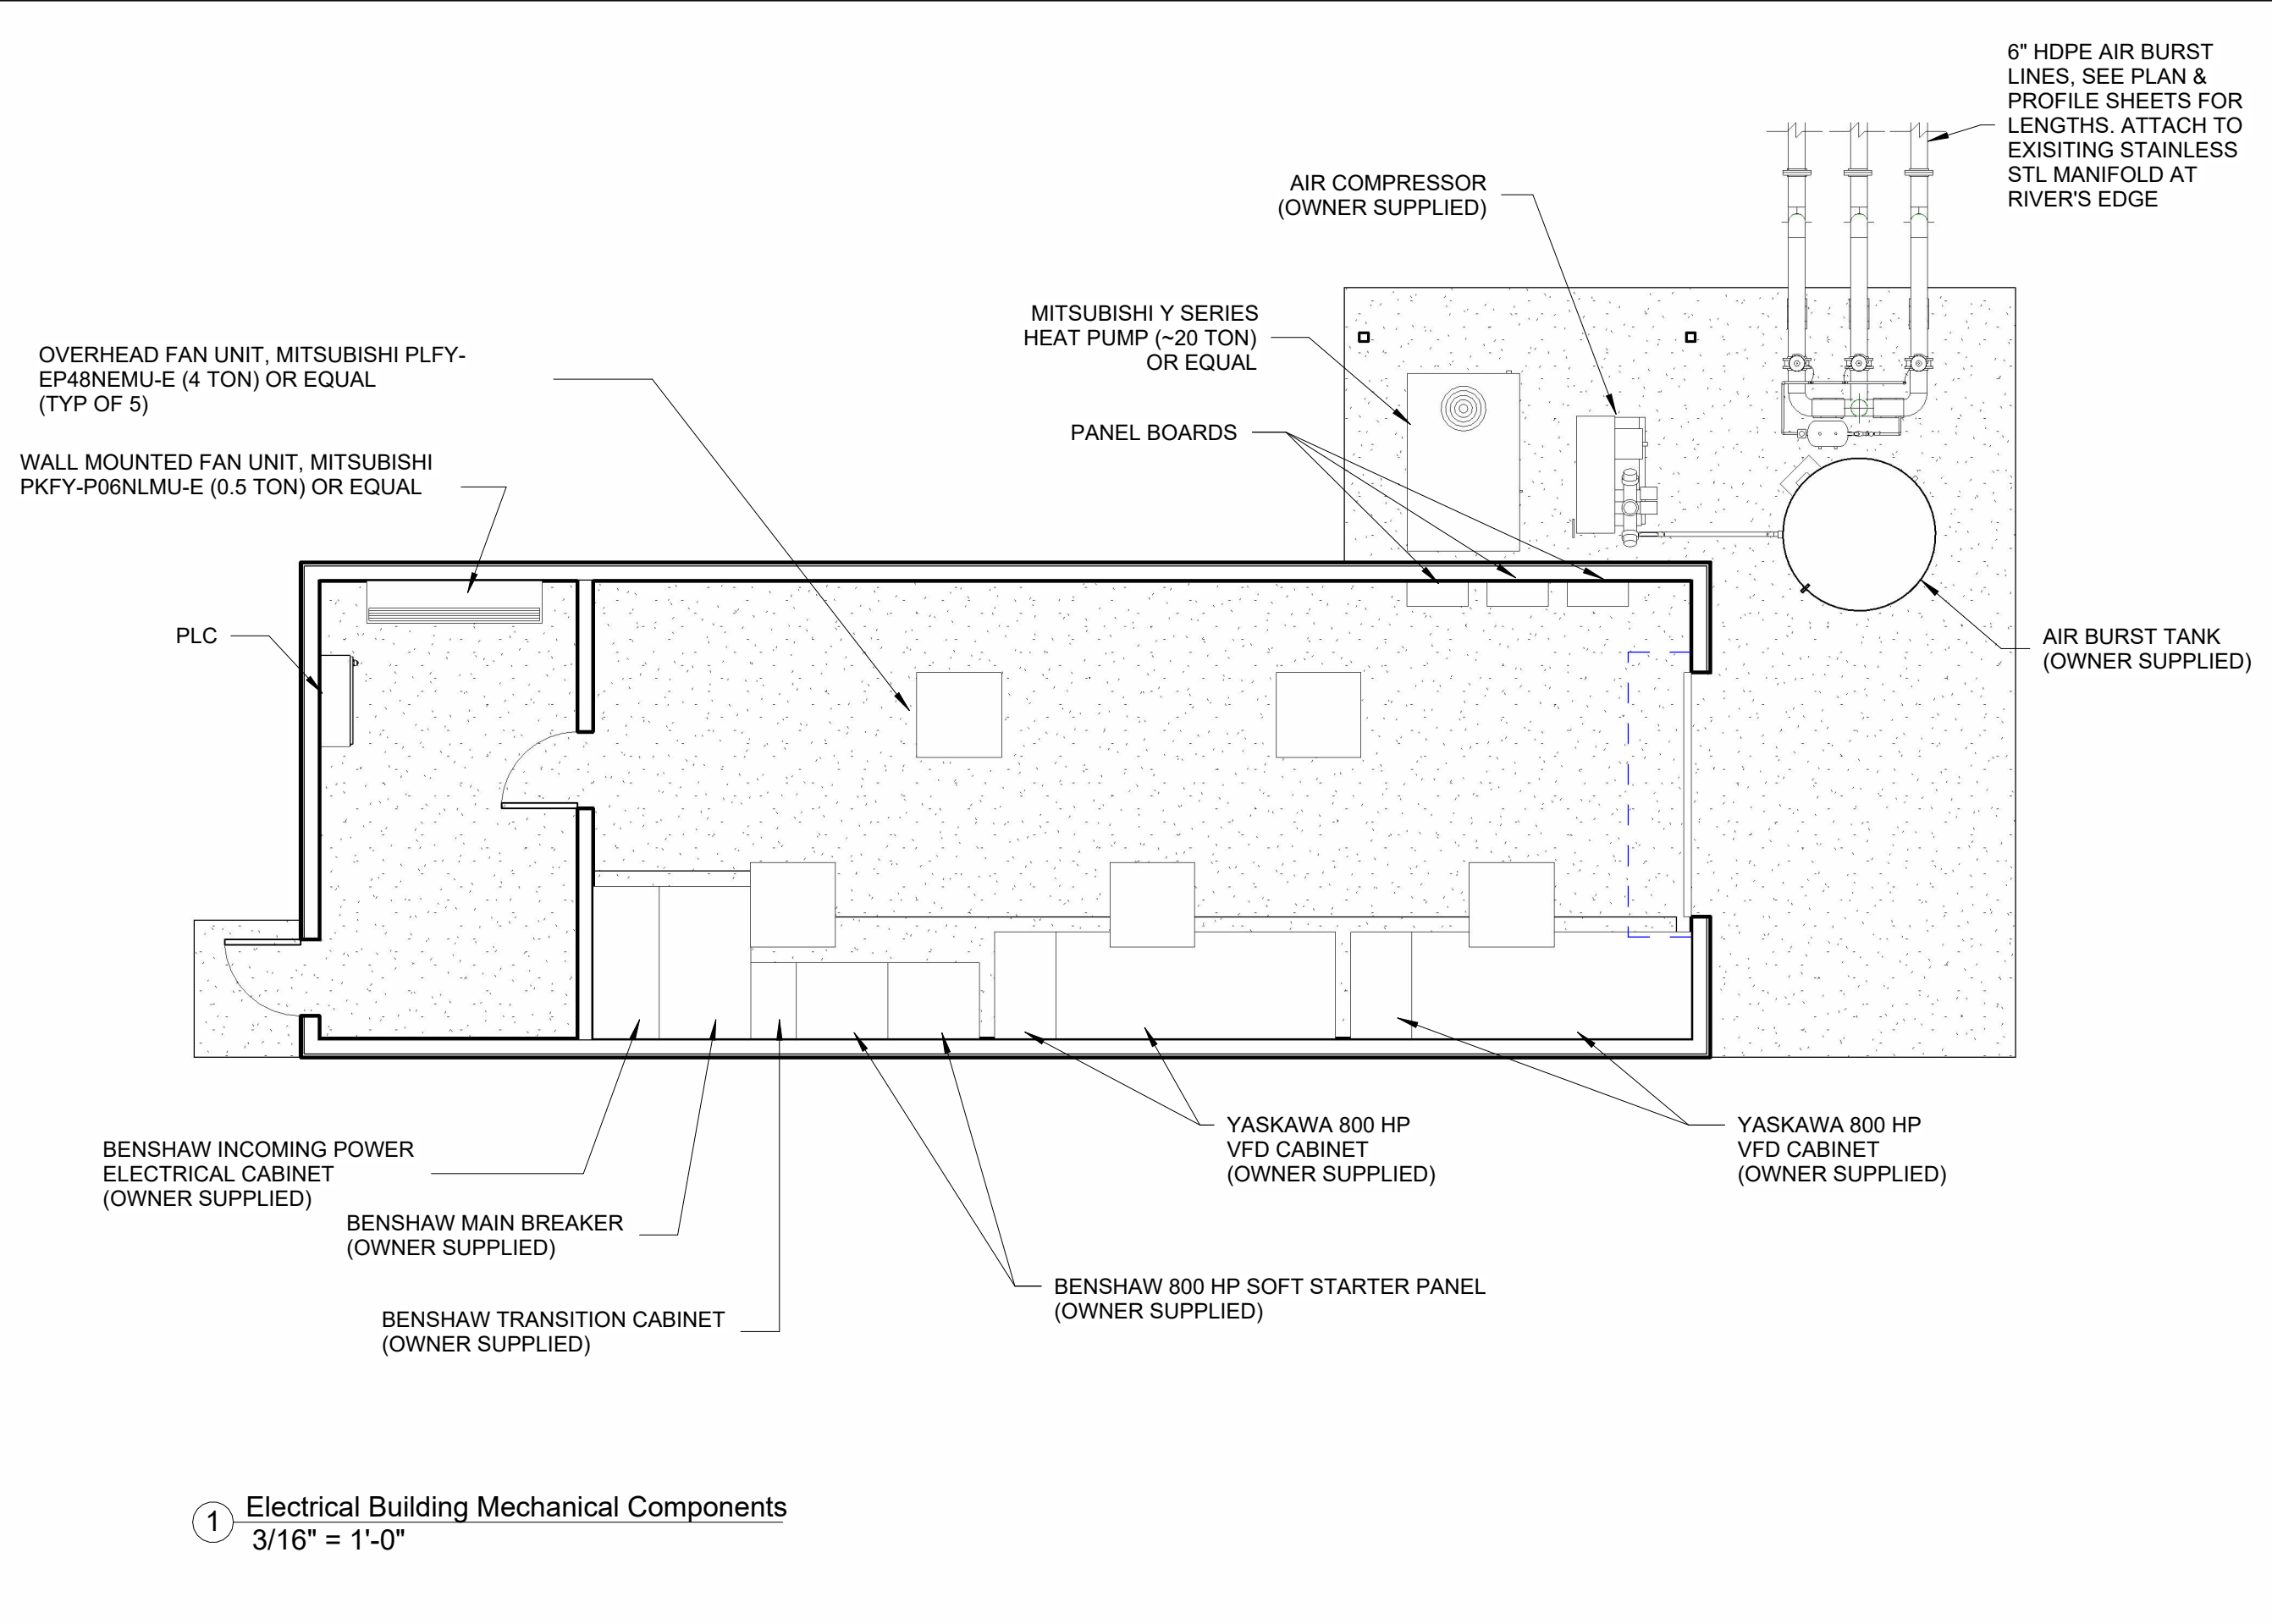 6" HDPE AIR BURST
LINES, SEE PLAN &
PROFILE SHEETS FOR
LENGTHS. ATTACH TO
EXISITING STAINLESS
STL MANIFOLD AT
RIVER'S EDGE
AIR COMPRESSOR
(OWNER SUPPLIED)
MITSUBISHI Y SERIES
HEAT PUMP (~20 TON)
OR EQUAL
OVERHEAD FAN UNIT, MITSUBISHI PLFY-
EP48NEMU-E (4 TON) OR EQUAL
(TYP OF 5)
PANEL BOARDS
WALL MOUNTED FAN UNIT, MITSUBISHI
PKFY-P06NLMU-E (0.5 TON) OR EQUAL
PLC
AIR BURST TANK
(OWNER SUPPLIED)
BENSHAW INCOMING POWER
ELECTRICAL CABINET
(OWNER SUPPLIED)
YASKAWA 800 HP
VFD CABINET
(OWNER SUPPLIED)
YASKAWA 800 HP
VFD CABINET
(OWNER SUPPLIED)
BENSHAW MAIN BREAKER
(OWNER SUPPLIED)
BENSHAW 800 HP SOFT STARTER PANEL
(OWNER SUPPLIED)
BENSHAW TRANSITION CABINET
(OWNER SUPPLIED)
1 Electrical Building Mechanical Components
3/16" = 1'-0"